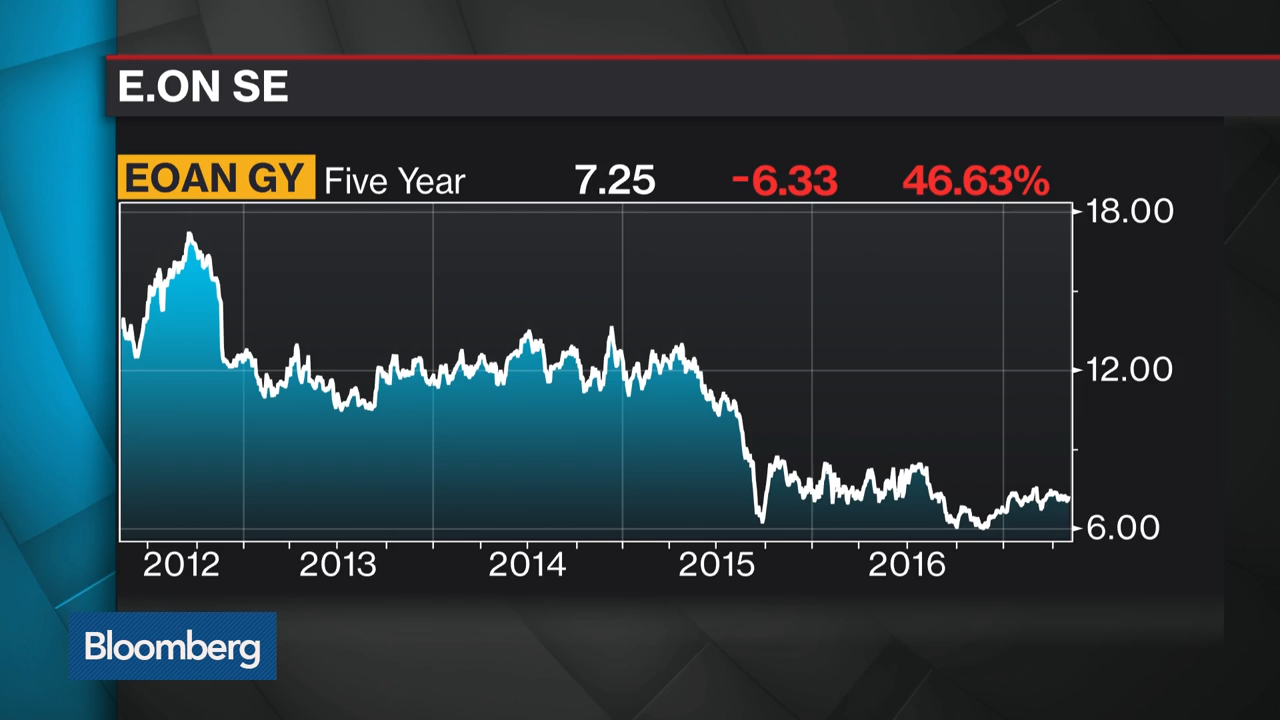 E.ON SE
EOAN GY Five Year 7.25 -6.33 46.63%
18.00
12.00
6.00
2012 2013 2014 2015 2016
Bloomberg